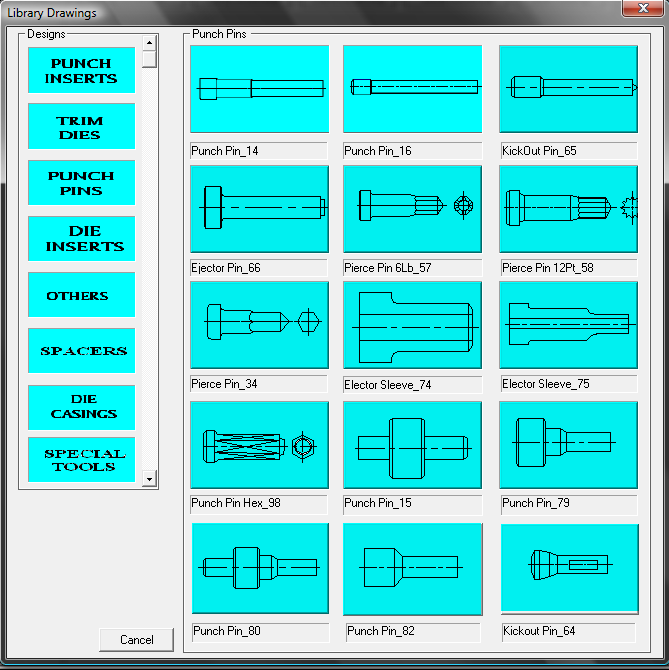 Library Drawings
Designs
PUNCH
INSERTS
TRIM
DIES
PUNCH
PINS
DIE
INSERTS
OTHERS
SPACERS
DIE
CASINGS
SPECIAL
TOOLS
Punch Pins
Punch Pin_14
Punch Pin_16
KickOut Pin_65
Ejector Pin_66
Pierce Pin 6Lb_57
Pierce Pin 12Pt_58
Pierce Pin_34
Elector Sleeve_74
Elector Sleeve_75
Punch Pin Hex_98
Punch Pin_15
Punch Pin_79
Punch Pin_80
Punch Pin_82
Kickout Pin_64
Cancel